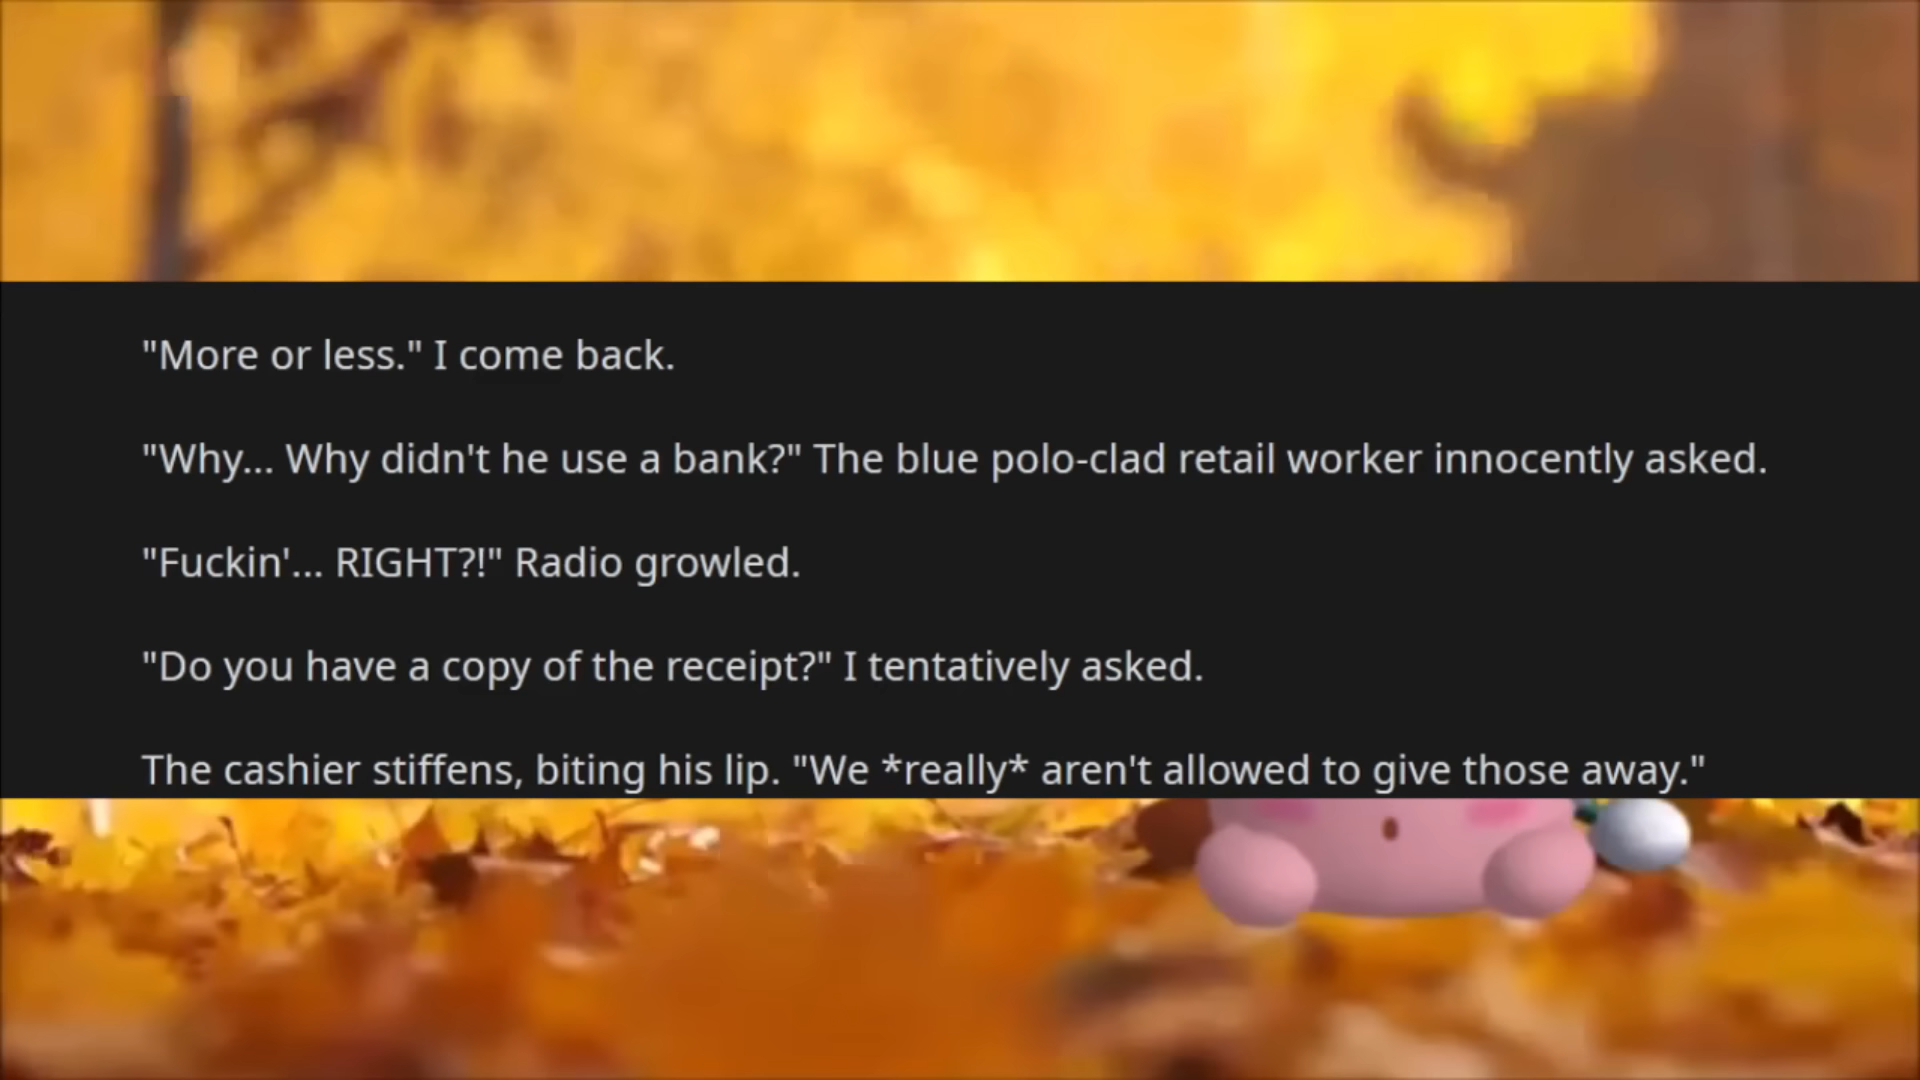 "More or less." I come back.
"Why... Why didn't he use a bank?" The blue polo-clad retail worker innocently asked.
"Fuckin'... RIGHT?!" Radio growled.
"Do you have a copy of the receipt?" I tentatively asked.
The cashier stiffens, biting his lip. "We *really* aren't allowed to give those away."